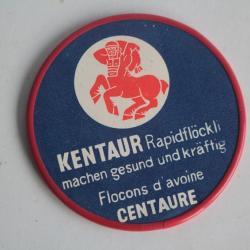 KENTAUR Rapidflöckli
machen gesund und kräftig
Flocons d'avoine
CENTAURE